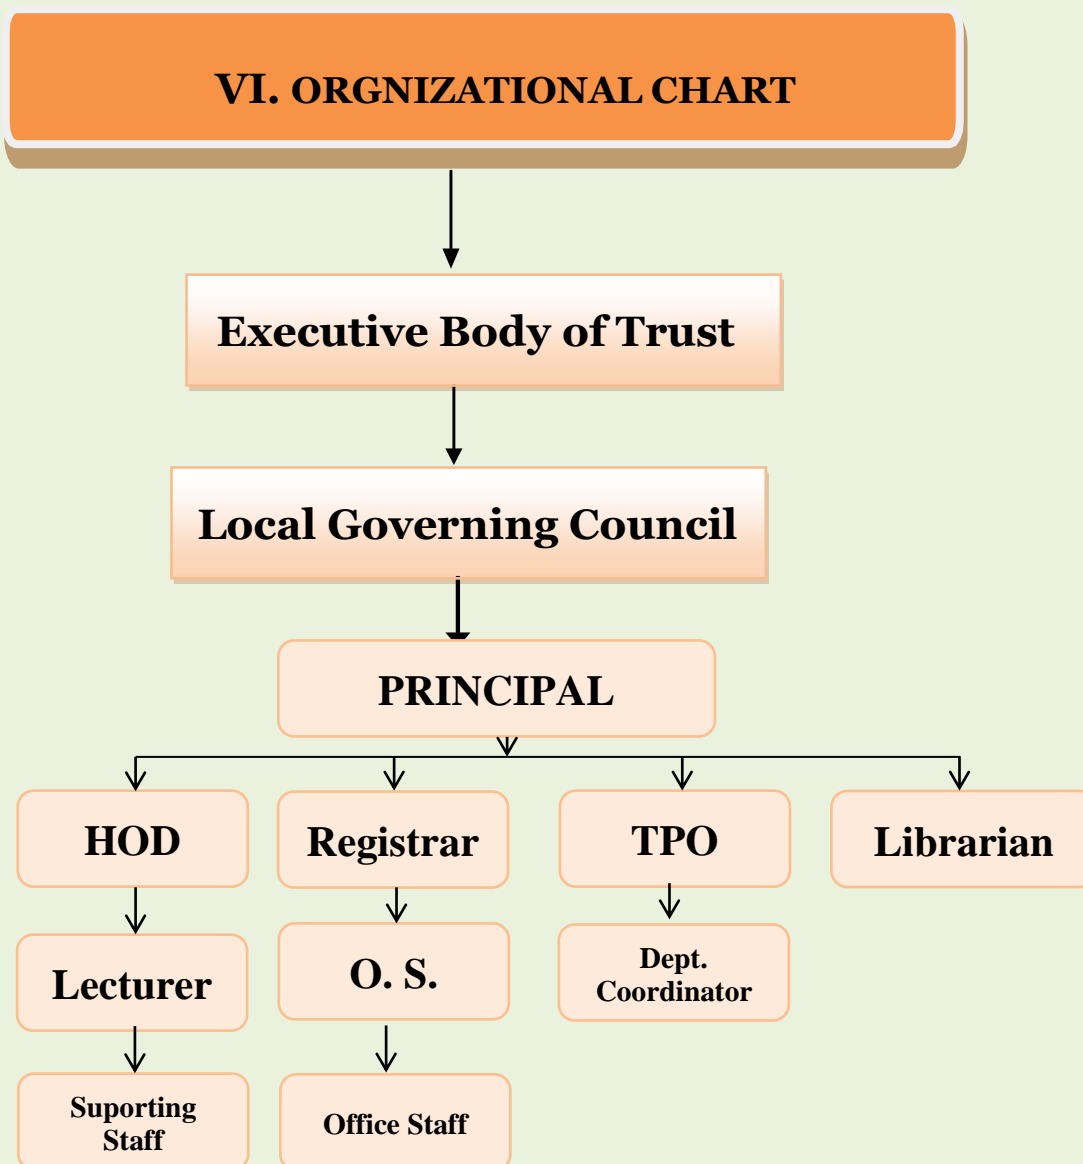 VI. ORGNIZATIONAL CHART
Executive Body of Trust
Local Governing Council
PRINCIPAL
HOD
Registrar
TPO
Librarian
Lecturer
O. S.
Dept.
Coordinator
Suporting
Staff
Office Staff